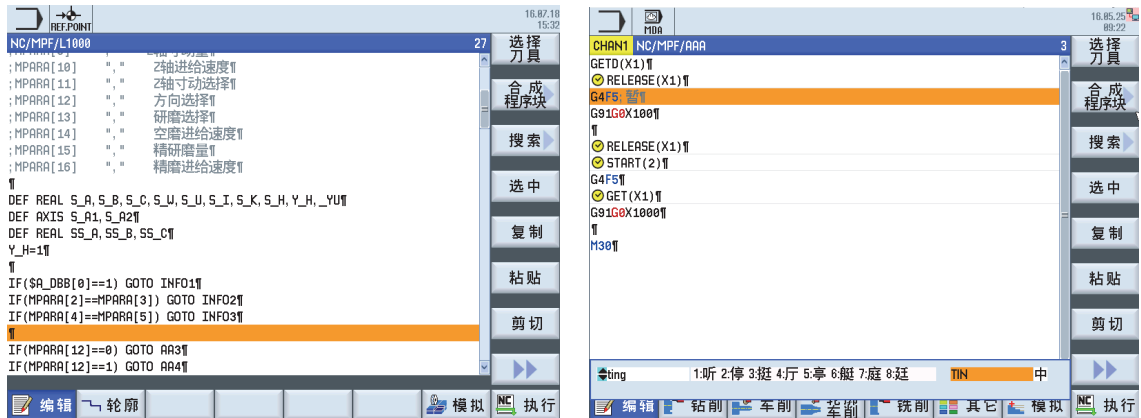 REF.POINT
16.07.18
15:32
NC/MPF/L1000 27
;MPARA[10] "," Z轴进给速度¶
;MPARA[11] "," Z轴寸动选择¶
;MPARA[12] "," 方向选择¶
;MPARA[13] "," 研磨选择¶
;MPARA[14] "," 空磨进给速度¶
;MPARA[15] "," 精研磨量¶
;MPARA[16] "," 精磨进给速度¶
¶
DEF REAL S_A,S_B,S_C,S_W,S_U,S_I,S_K,S_H,Y_H,_YU¶
DEF AXIS S_A1,S_A2¶
DEF REAL SS_A,SS_B,SS_C¶
Y_H=1¶
¶
IF($A_DBB[0]==1) GOTO INFO1¶
IF(MPARA[2]==MPARA[3]) GOTO INFO2¶
IF(MPARA[4]==MPARA[5]) GOTO INFO3¶
¶
IF(MPARA[12]==0) GOTO AA3¶
IF(MPARA[12]==1) GOTO AA4¶
选择
刀具
合成
程序块
搜索
选中
复制
粘贴
剪切
编辑
轮廓
模拟
NC 执行
MDA
16.05.25
09:22
CHAN1 NC/MPF/AAA 3
GETD(X1)¶
RELEASE(X1)¶
G4F5;暂¶
G91G0X100¶
¶
RELEASE(X1)¶
START(2)¶
G4F5¶
GET(X1)¶
G91G0X1000¶
¶
M30¶
ting 1:听 2:停 3:挺 4:厅 5:亭 6:艇 7:庭 8:廷 TIN 中
选择
刀具
合成
程序块
搜索
选中
复制
粘贴
剪切
编辑
钻削
车削
车削
铣削
其它
模拟
NC 执行